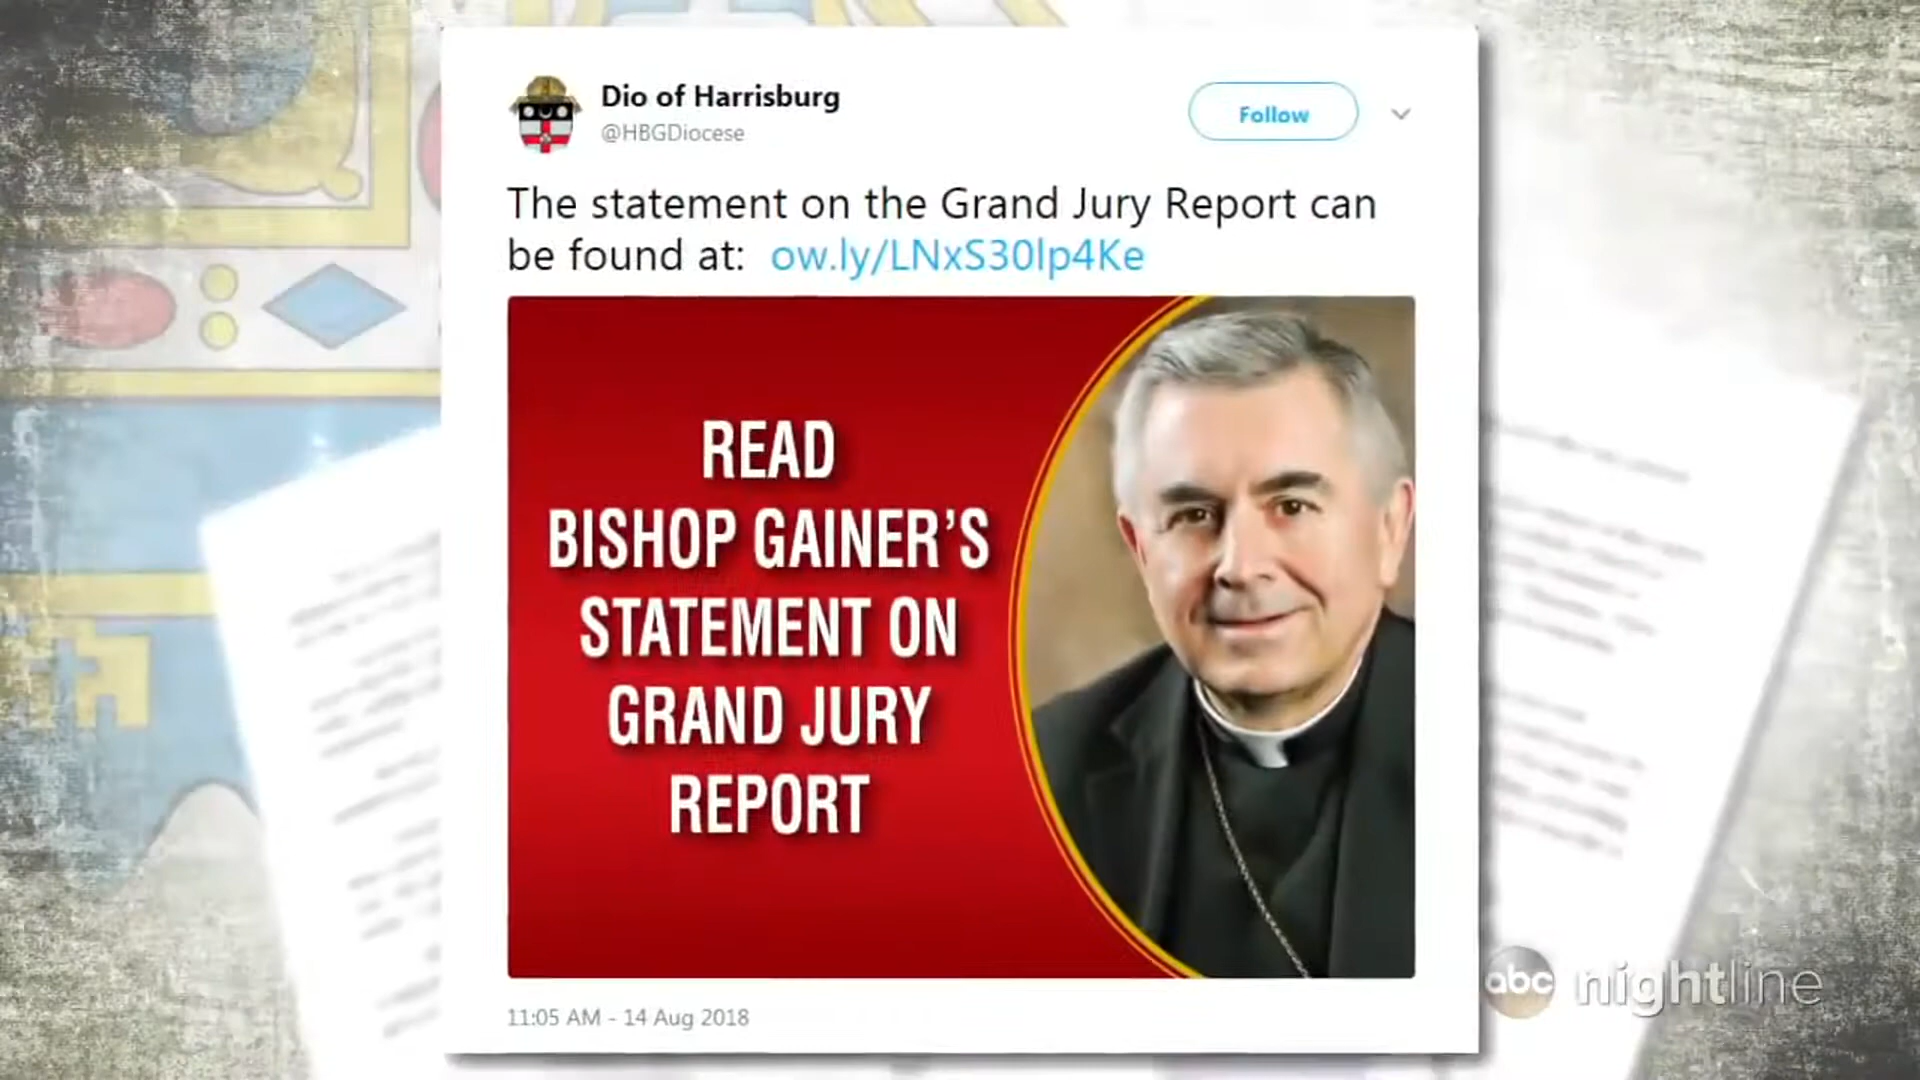 Dio of Harrisburg
@HBGDiocese
Follow
The statement on the Grand Jury Report can
be found at: ow.ly/LNxS30lp4Ke
READ
BISHOP GAINER'S
STATEMENT ON
GRAND JURY
REPORT
11:05 AM - 14 Aug 2018
abc nightline